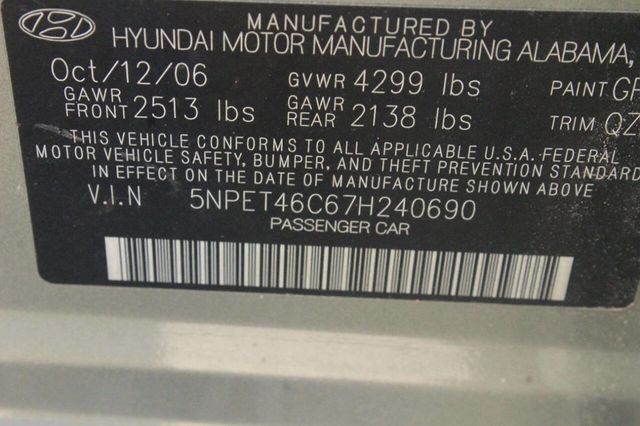 MANUFACTURED BY
HYUNDAI MOTOR MANUFACTURING ALABAMA,
Oct/12/06 GVWR 4299 lbs PAINT
GAWR FRONT 2513 lbs GAWR REAR 2138 lbs TRIM QZ
THIS VEHICLE CONFORMS TO ALL APPLICABLE U.S.A. FEDERAL
MOTOR VEHICLE SAFETY, BUMPER, AND THEFT PREVENTION STANDARD
IN EFFECT ON THE DATE OF MANUFACTURE SHOWN ABOVE.
V.I.N 5NPET46C67H240690
PASSENGER CAR